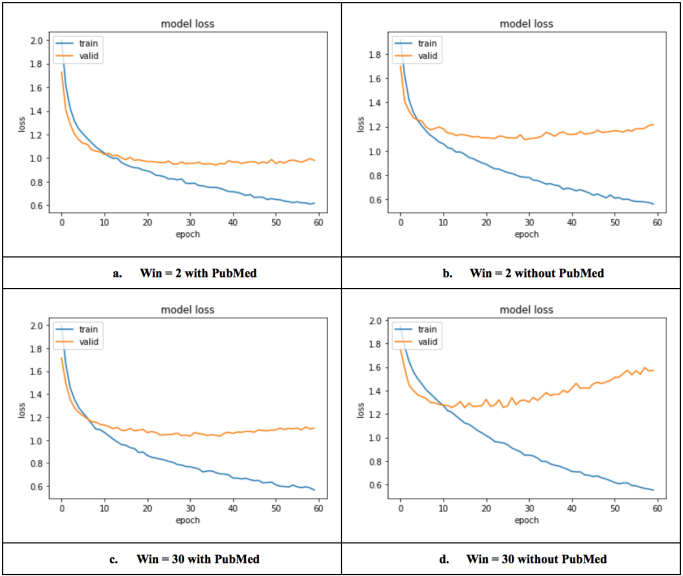 model loss
train
valid
2.0
1.8
1.6
1.4
1.2
1.0
0.8
0.6
loss
0 10 20 30 40 50 60
epoch
a. Win = 2 with PubMed
model loss
train
valid
1.8
1.6
1.4
1.2
1.0
0.8
0.6
loss
0 10 20 30 40 50 60
epoch
b. Win = 2 without PubMed
model loss
train
valid
2.0
1.8
1.6
1.4
1.2
1.0
0.8
0.6
loss
0 10 20 30 40 50 60
epoch
c. Win = 30 with PubMed
model loss
train
valid
2.0
1.8
1.6
1.4
1.2
1.0
0.8
0.6
loss
0 10 20 30 40 50 60
epoch
d. Win = 30 without PubMed